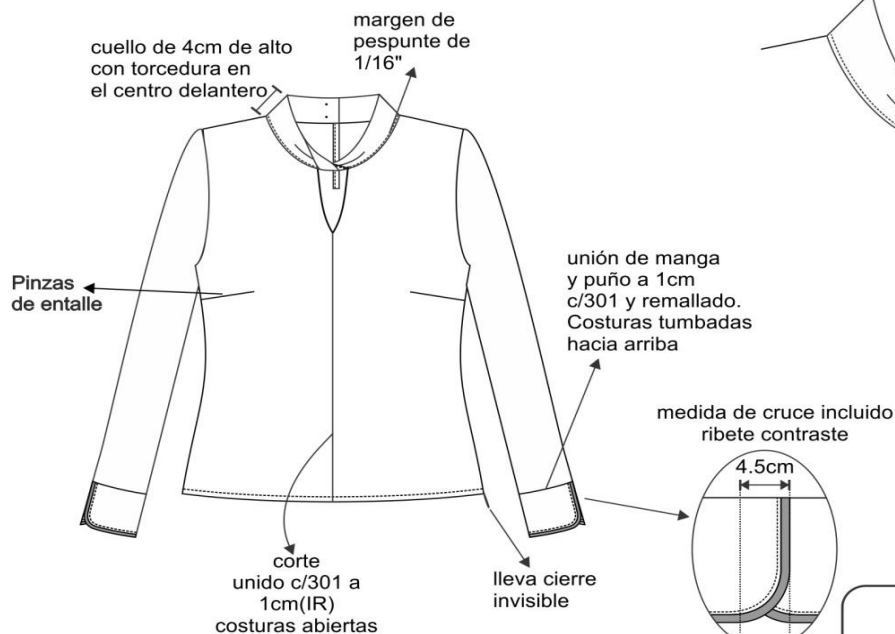 cuello de 4cm de alto
con torcedura en
el centro delantero
margen de
pespunte de
1/16"
Pinzas
de entalle
unión de manga
y puño a 1cm
c/301 y remallado.
Costuras tumbadas
hacia arriba
medida de cruce incluido
ribete contraste
4.5cm
corte
unido c/301 a
1cm(IR)
costuras abiertas
lleva cierre
invisible